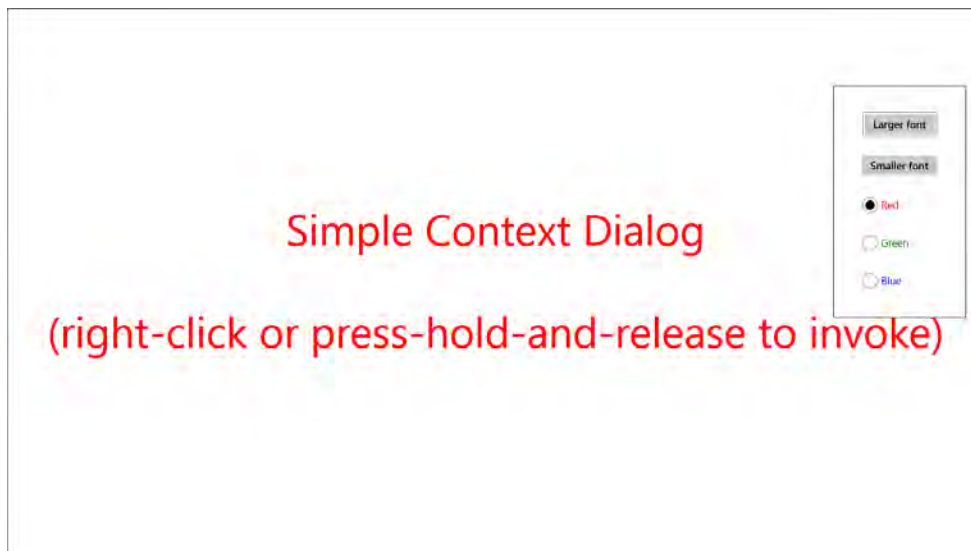 Larger font
Smaller font
Red
Green
Blue
Simple Context Dialog
(right-click or press-hold-and-release to invoke)